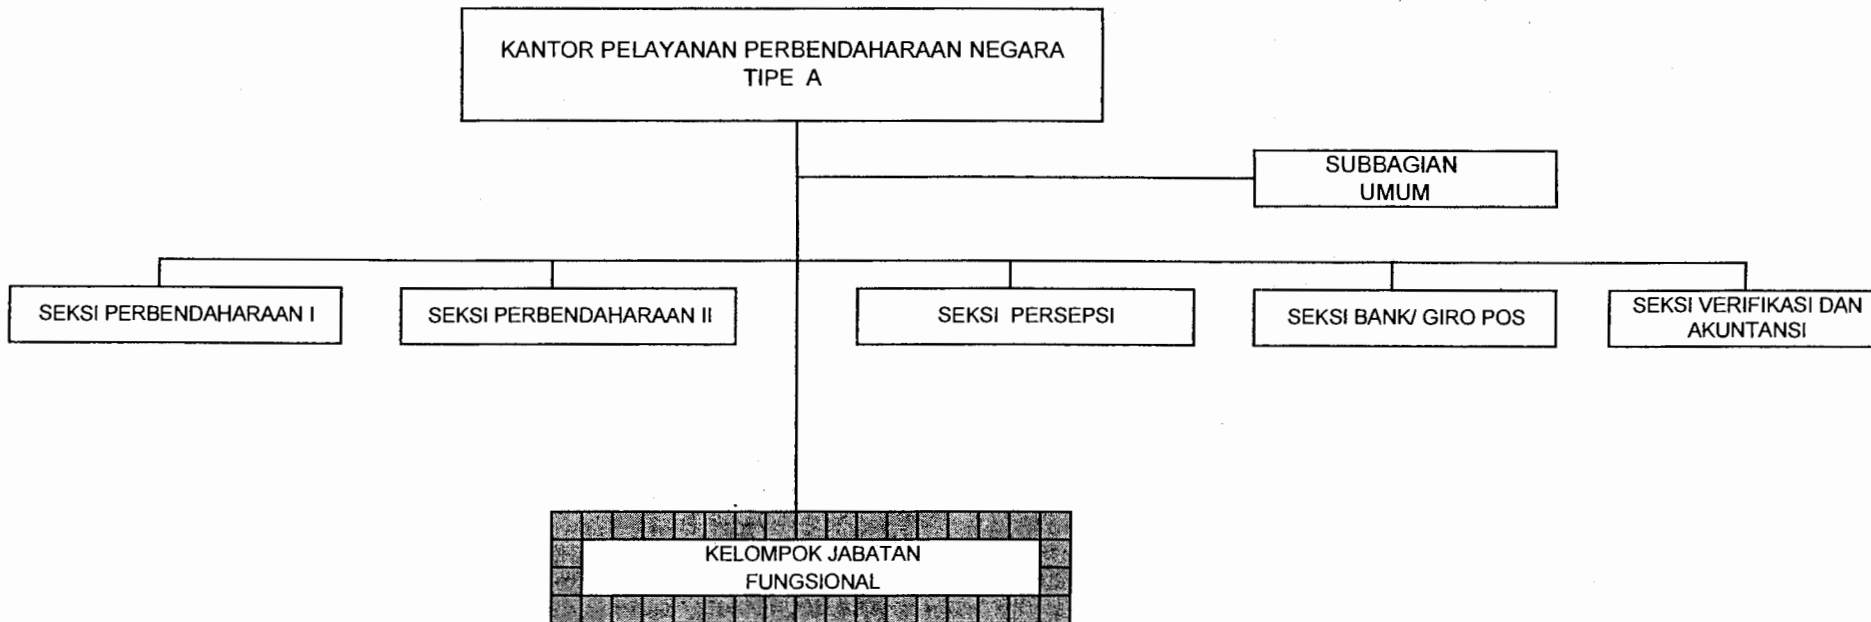 KANTOR PELAYANAN PERBENDAHARAAN NEGARA
TIPE A
SUBBAGIAN
UMUM
SEKSI PERBENDAHARAAN I
SEKSI PERBENDAHARAAN II
SEKSI PERSEPSI
SEKSI BANK/ GIRO POS
SEKSI VERIFIKASI DAN
AKUNTANSI
KELOMPOK JABATAN
FUNGSIONAL